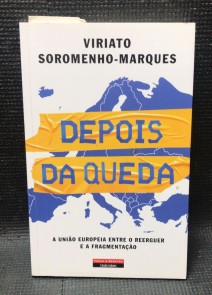 VIRIATO
SOROMENHO-MARQUES
DEPOIS
DA QUEDA
A UNIÃO EUROPEIA ENTRE O REERGUER
E A FRAGMENTAÇÃO